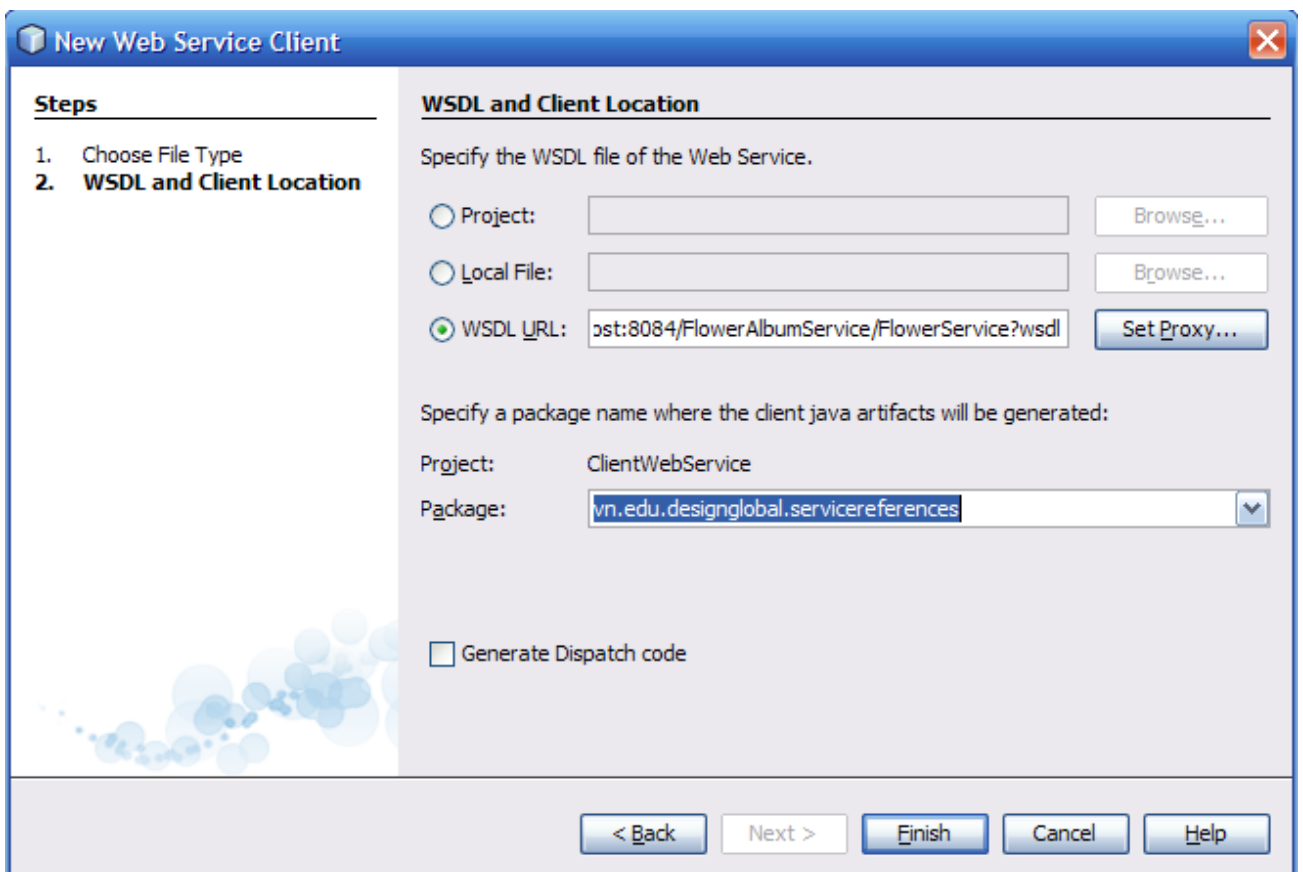 New Web Service Client
Steps
1. Choose File Type
2. WSDL and Client Location
WSDL and Client Location
Specify the WSDL file of the Web Service.
Project:
Browse...
Local File:
Browse...
WSDL URL: ost:8084/FlowerAlbumService/FlowerService?wsdl Set Proxy...
Specify a package name where the client java artifacts will be generated:
Project: ClientWebService
Package: vn.edu.designglobal.servicereferences
Generate Dispatch code
< Back Next > Finish Cancel Help